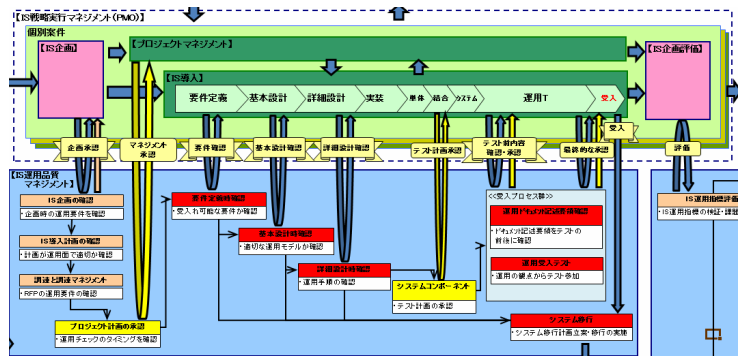 【IS戦略実行マネジメント(PMO)】
個別案件
【IS企画】
【プロジェクトマネジメント】
【IS企画評価】
【IS導入】
要件定義
基本設計
詳細設計
実装
単体
結合
システム
運用T
受入
受入
企画承認
マネジメント
承認
要件確認
基本設計確認
詳細設計確認
テスト計画承認
テスト前内容
確認・承認
最終的な承認
評価
【IS運用品質
マネジメント】
IS企画の確認
・企画時の運用要件を確認
IS導入計画の確認
・計画が運用面で適切か確認
調達と調達マネジメント
・RFPの運用要件の確認
プロジェクト計画の承認
・運用チェックのタイミングを確認
要件定義時確認
・受入れ可能な要件か確認
基本設計時確認
・適切な運用モデルか確認
詳細設計時確認
・運用手順の確認
システムコンポーネント
・テスト計画の承認
<<受入プロセス群>>
運用ドキュメント記述要領確認
・ドキュメント記述要領をテストの
前後に確認
運用受入テスト
・運用の観点からテスト参加
システム移行
・システム移行計画立案・移行の実施
IS運用指標評価
・IS運用指標の検証・課題